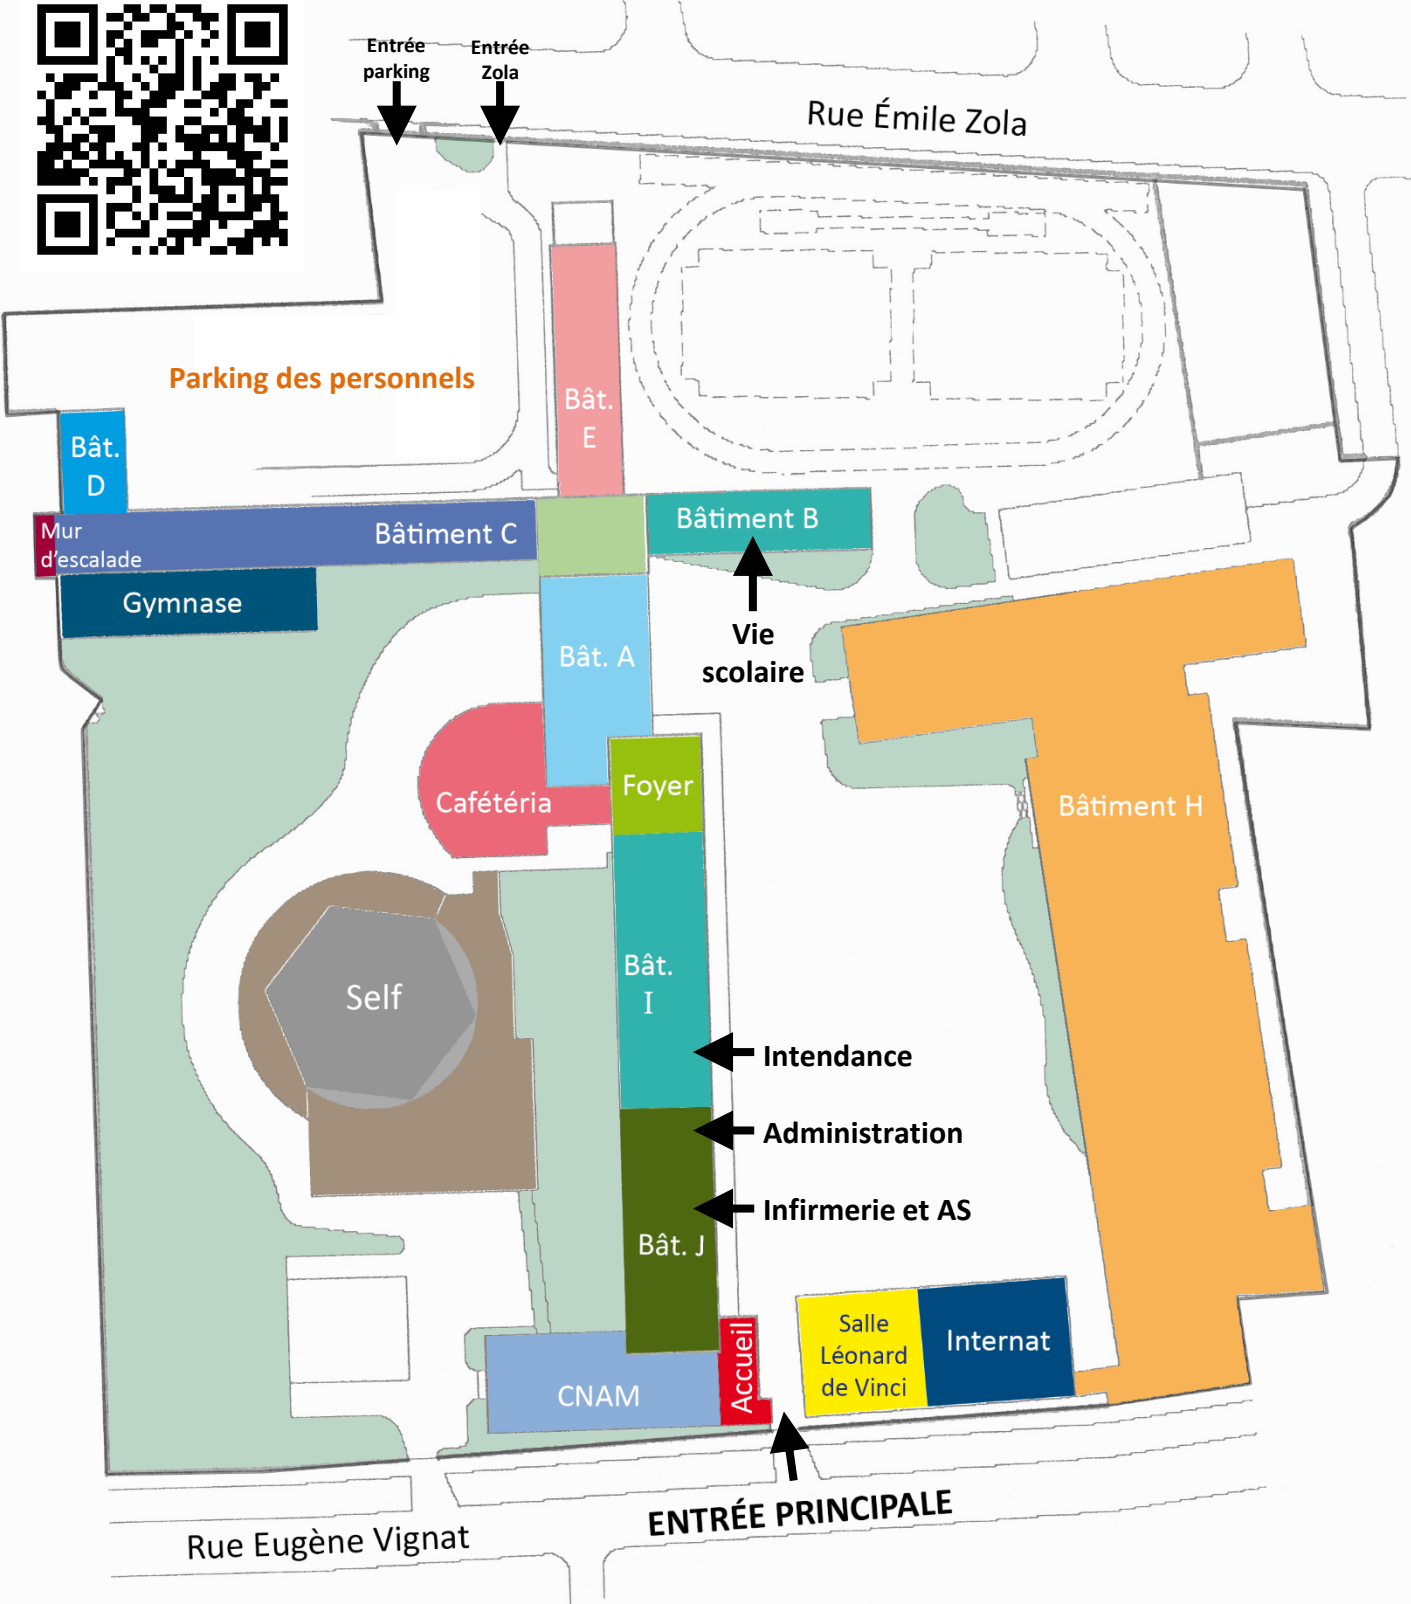 Entrée
parking
Entrée
Zola
Rue Émile Zola
Parking des personnels
Bât.
E
Bât.
D
Mur
d'escalade
Bâtiment C
Bâtiment B
Gymnase
Vie
scolaire
Bât. A
Foyer
Cafétéria
Bâtiment H
Bât.
I
Self
Intendance
Administration
Infirmerie et AS
Bât. J
Salle
Léonard
de Vinci
Internat
Accueil
CNAM
ENTRÉE PRINCIPALE
Rue Eugène Vignat